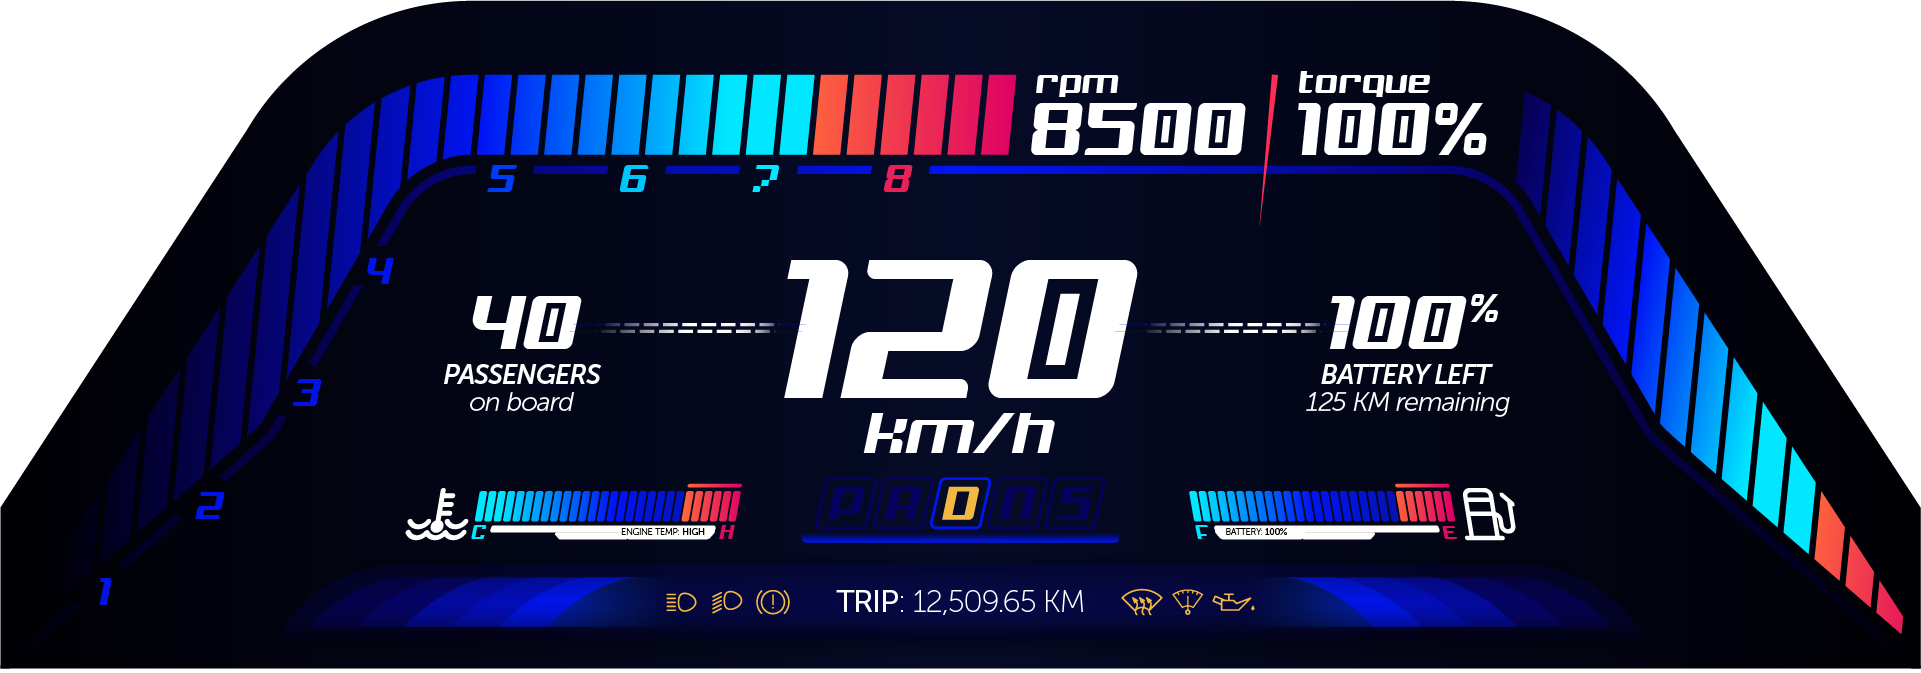 rpm
8500
torque
100%
5
6
7
8
4
3
2
1
40
PASSENGERS
on board
120
km/h
100%
BATTERY LEFT
125 KM remaining
C
ENGINE TEMP: HIGH
H
P R D N S
F
BATTERY: 100%
E
TRIP: 12,509.65 KM